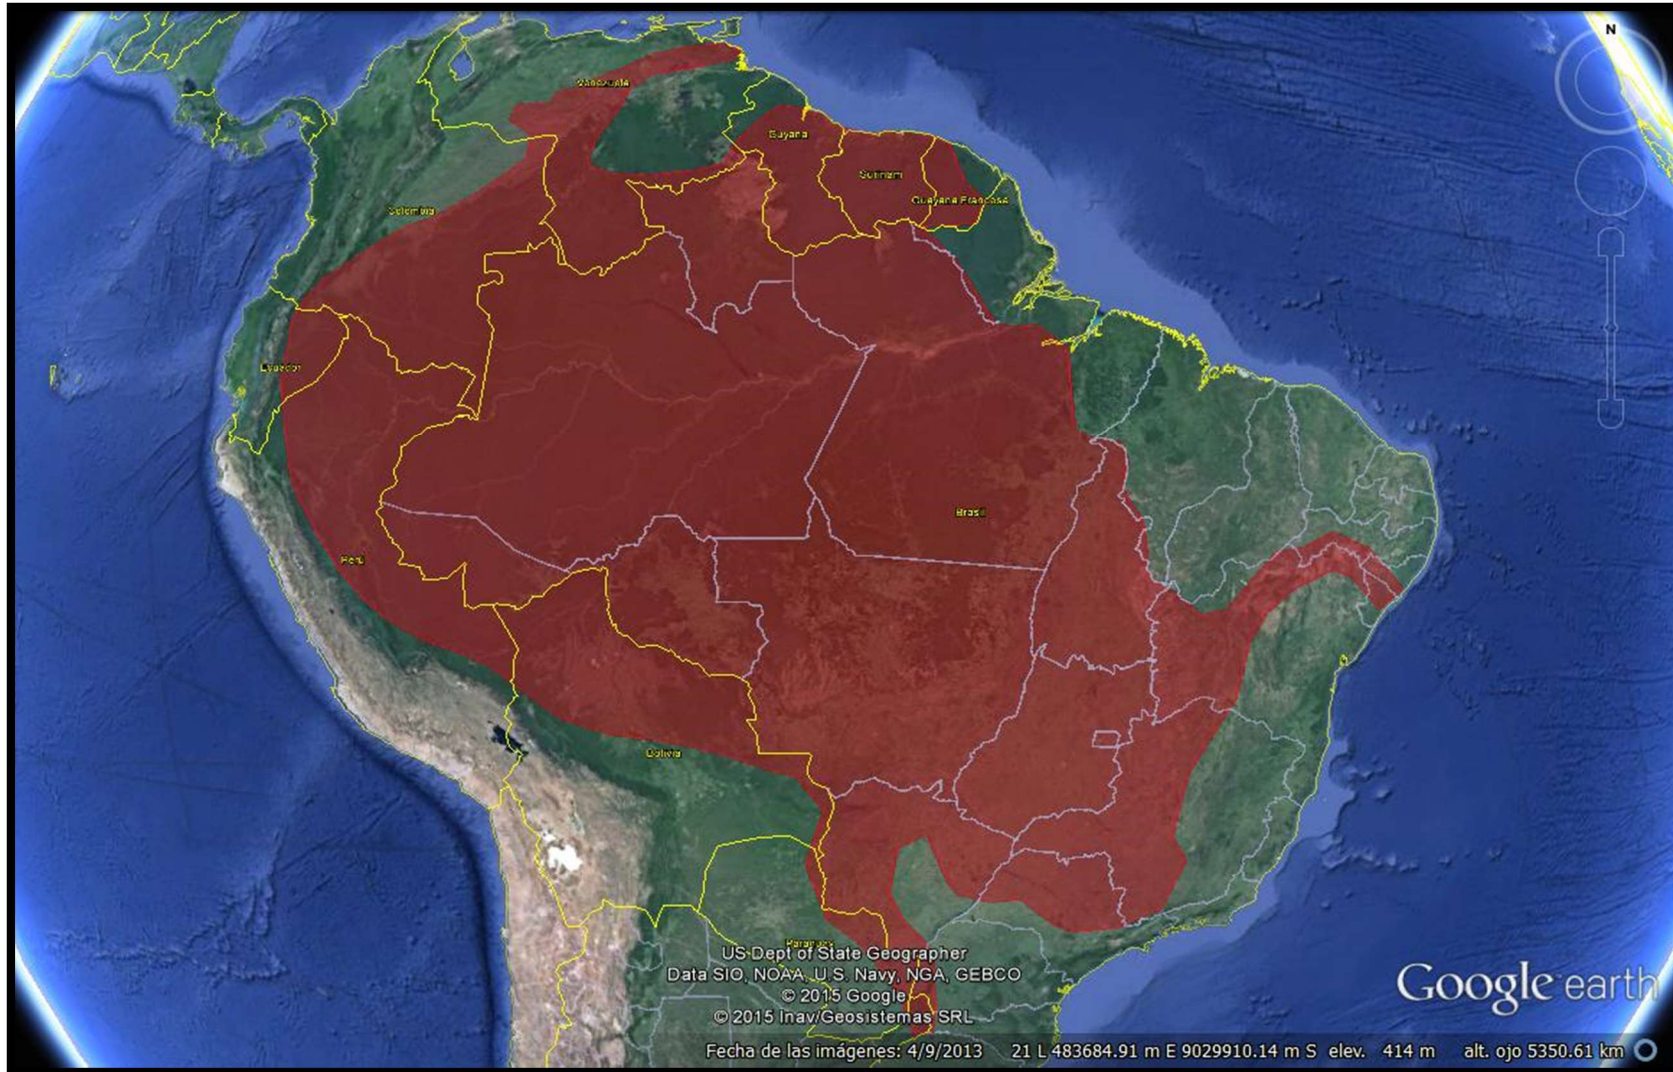 N
Venezuela
Guyana
Surinam
Guayana Francesa
Colombia
Ecuador
Brasil
Perú
Bolivia
Paraguay
US Dept of State Geographer
Data SIO, NOAA, U.S. Navy, NGA, GEBCO
© 2015 Google
© 2015 Inav/Geosistemas SRL
Google earth
Fecha de las imágenes: 4/9/2013 21 L 483684.91 m E 9029910.14 m S elev. 414 m alt. ojo 5350.61 km